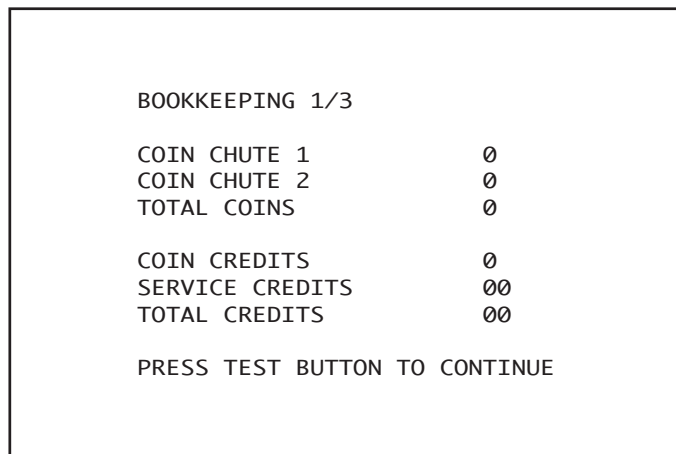 BOOKKEEPING 1/3
COIN CHUTE 1 0
COIN CHUTE 2 0
TOTAL COINS 0
COIN CREDITS 0
SERVICE CREDITS 00
TOTAL CREDITS 00
PRESS TEST BUTTON TO CONTINUE